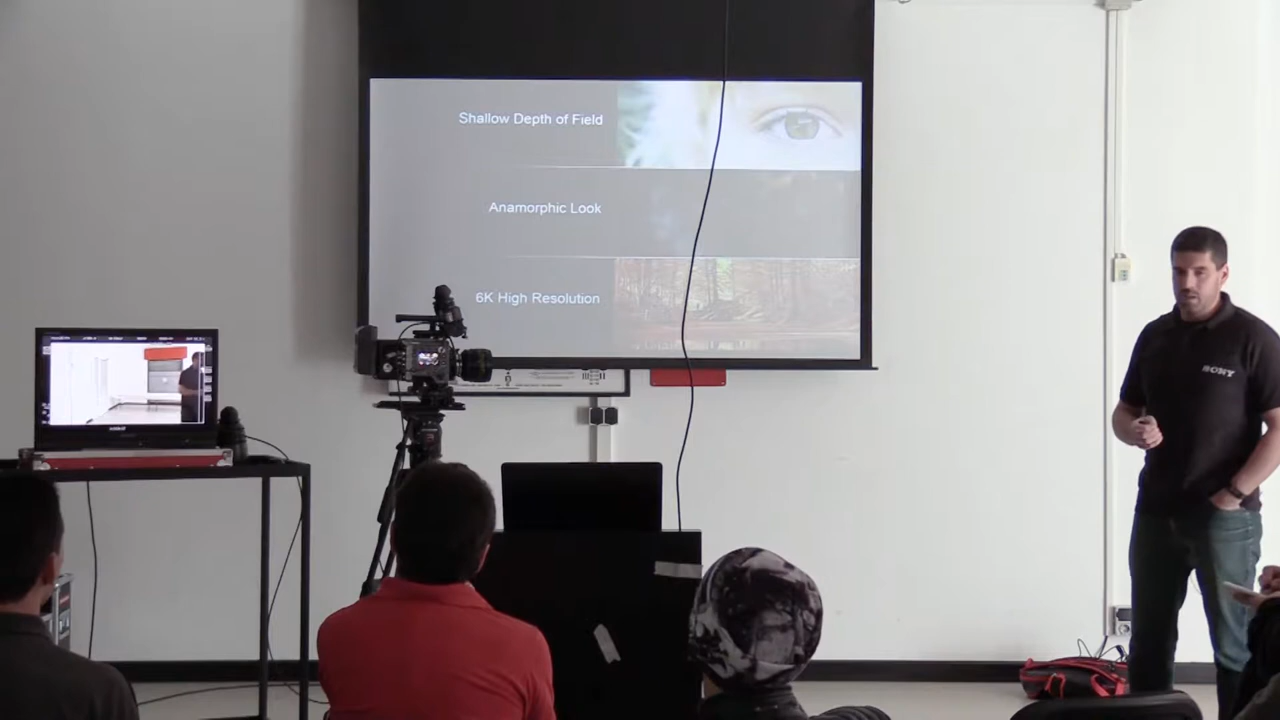 Shallow Depth of Field
Anamorphic Look
6K High Resolution
SONY